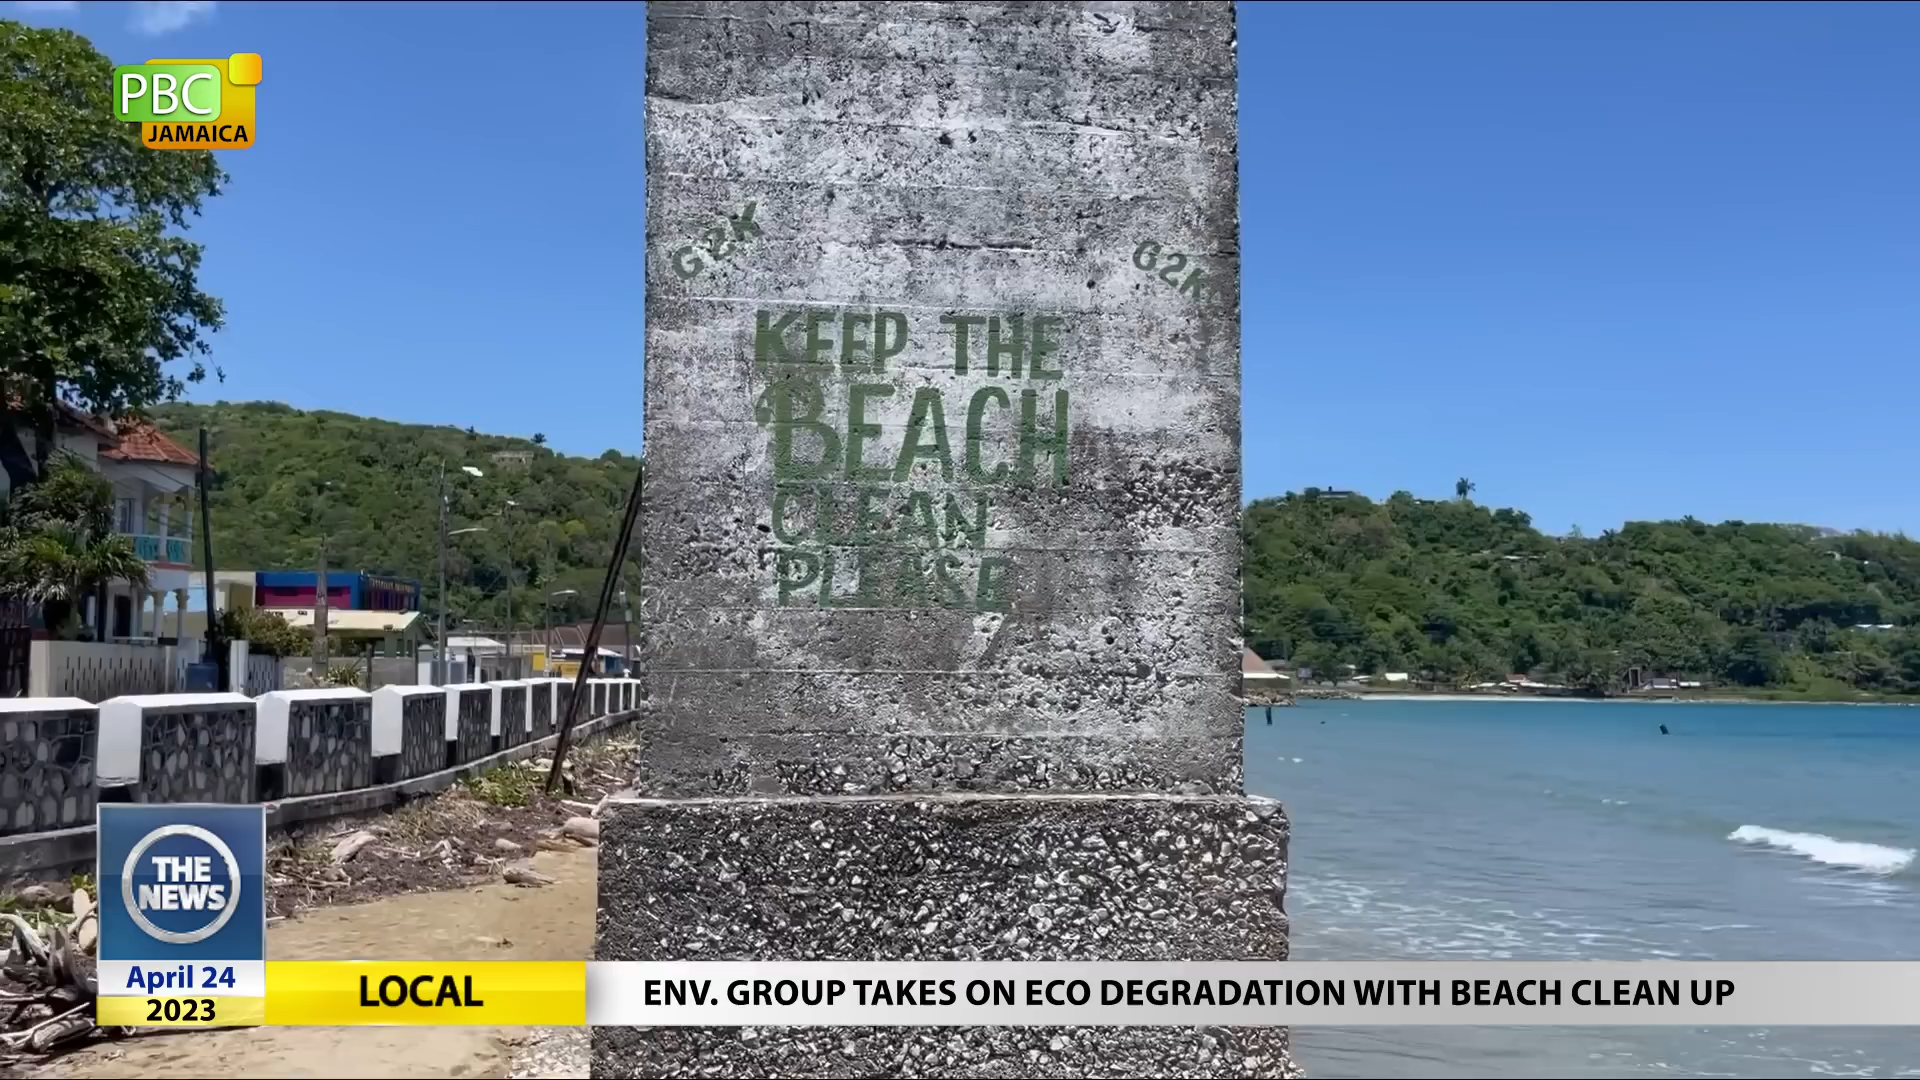 PBC
JAMAICA
G2K
G2K
KEEP THE
BEACH
CLEAN
PLEASE
THE
NEWS
April 24
2023
LOCAL
ENV. GROUP TAKES ON ECO DEGRADATION WITH BEACH CLEAN UP